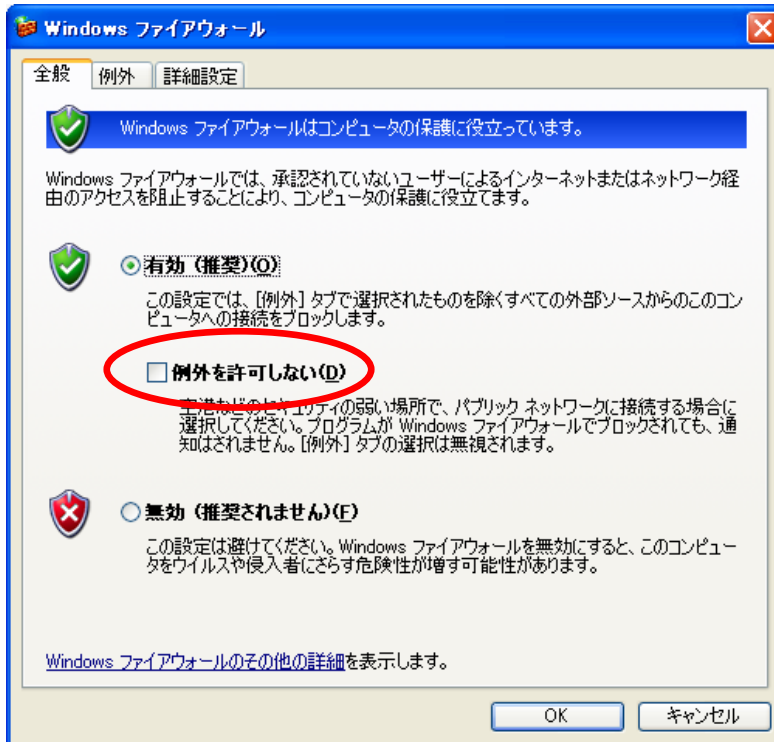 Windows ファイアウォール
全般 例外 詳細設定
Windows ファイアウォールはコンピュータの保護に役立っています。
Windows ファイアウォールでは、承認されていないユーザーによるインターネットまたはネットワーク経
由のアクセスを阻止することにより、コンピュータの保護に役立てます。
有効 (推奨)(O)
この設定では、[例外] タブで選択されたものを除くすべての外部ソースからのこのコン
ピュータへの接続をブロックします。
例外を許可しない(D)
空港などのセキュリティの弱い場所で、パブリック ネットワークに接続する場合に
選択してください。プログラムが Windows ファイアウォールでブロックされても、通
知はされません。[例外] タブの選択は無視されます。
無効 (推奨されません)(F)
この設定は避けてください。Windows ファイアウォールを無効にすると、このコンピュー
タをウイルスや侵入者にさらす危険性が増す可能性があります。
Windows ファイアウォールのその他の詳細を表示します。
OK キャンセル